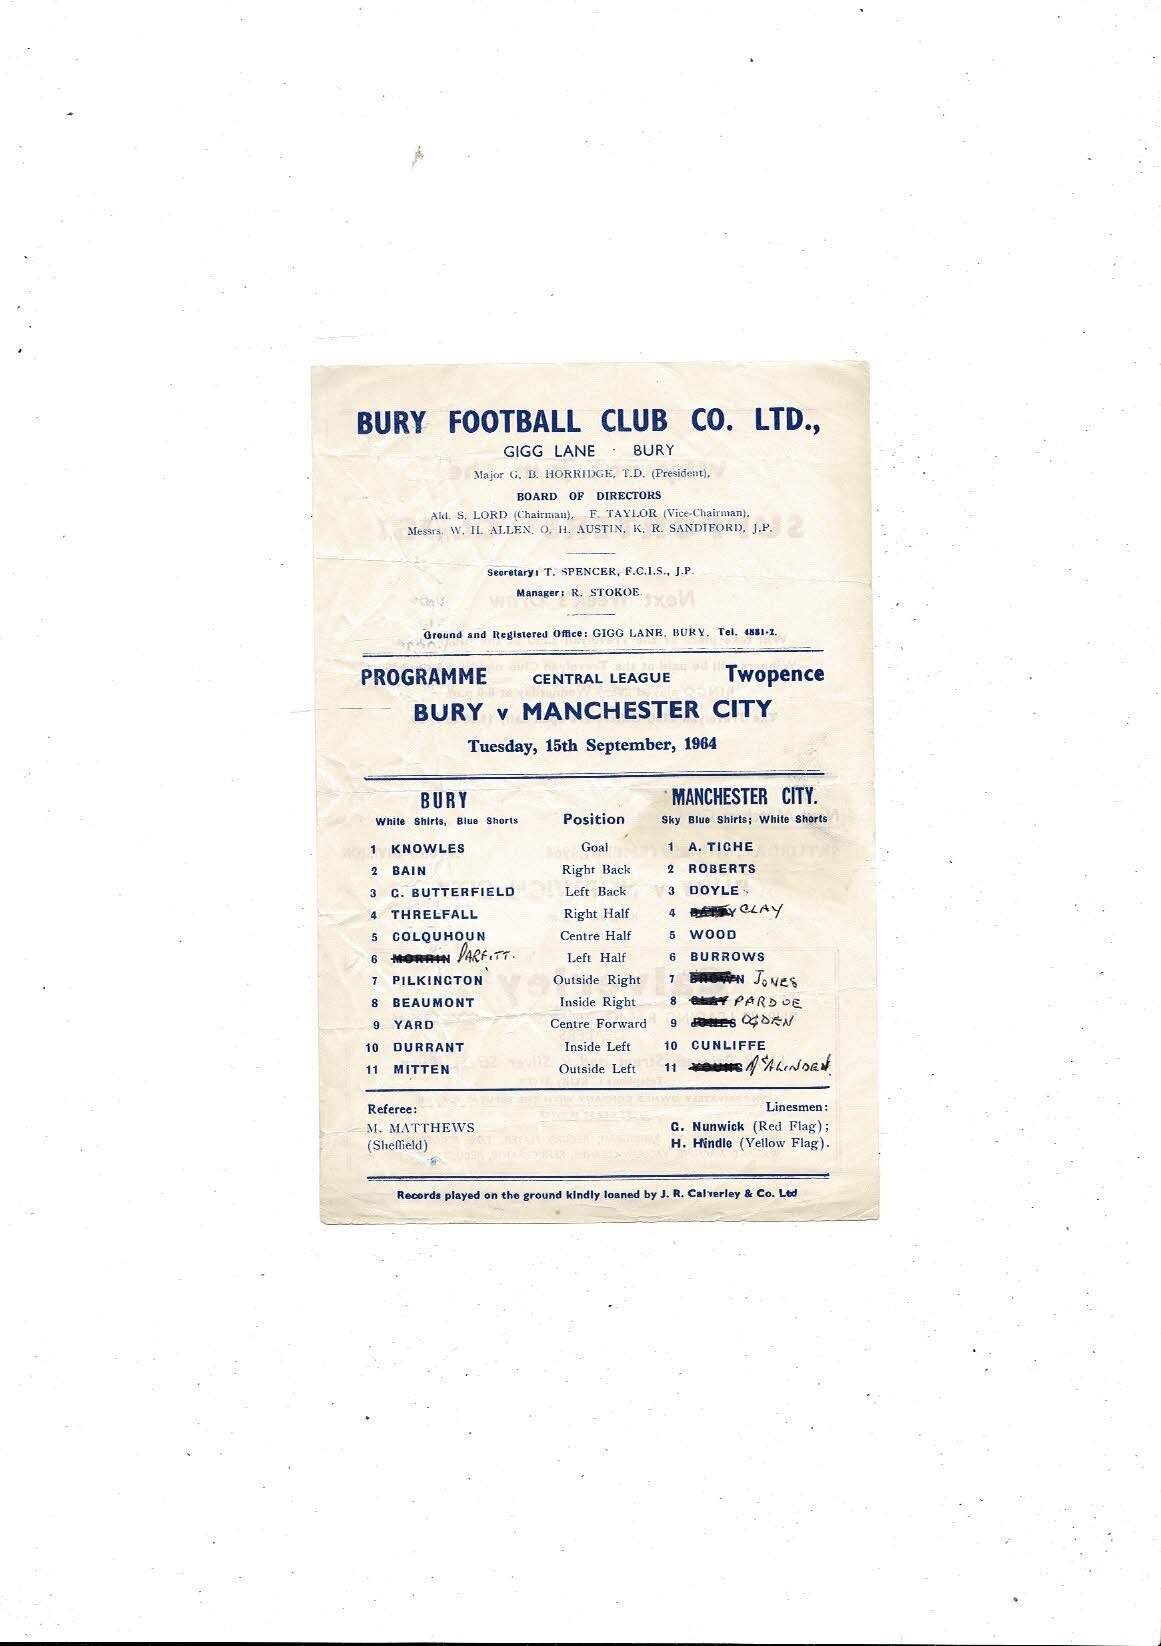 BURY FOOTBALL CLUB CO. LTD.,
GIGG LANE · BURY
Major G. B. HORRIDGE, T.D. (President),
BOARD OF DIRECTORS
Ald. S. LORD (Chairman), F. TAYLOR (Vice-Chairman),
Messrs. W. H. ALLEN, O. H. AUSTIN, K. R. SANDIFORD, J.P.
Secretary: T. SPENCER, F.C.I.S., J.P.
Manager: R. STOKOE
Ground and Registered Office: GIGG LANE, BURY. Tel. 4881-2.
PROGRAMME CENTRAL LEAGUE Twopence
BURY v MANCHESTER CITY
Tuesday, 15th September, 1964
BURY Position MANCHESTER CITY.
White Shirts, Blue Shorts Sky Blue Shirts; White Shorts
1 KNOWLES Goal 1 A. TIGHE
2 BAIN Right Back 2 ROBERTS
3 C. BUTTERFIELD Left Back 3 DOYLE
4 THRELFALL Right Half 4 BATTY CLAY
5 COLQUHOUN Centre Half 5 WOOD
6 MORRIN PARFITT. Left Half 6 BURROWS
7 PILKINGTON Outside Right 7 BROWN JONES
8 BEAUMONT Inside Right 8 CLAY PARDOE
9 YARD Centre Forward 9 JONES OGDEN
10 DURRANT Inside Left 10 CUNLIFFE
11 MITTEN Outside Left 11 YOUNG McALINDEN
Referee: Linesmen:
M. MATTHEWS G. Nunwick (Red Flag);
(Sheffield) H. Hindle (Yellow Flag).
Records played on the ground kindly loaned by J. R. Calverley & Co. Ltd